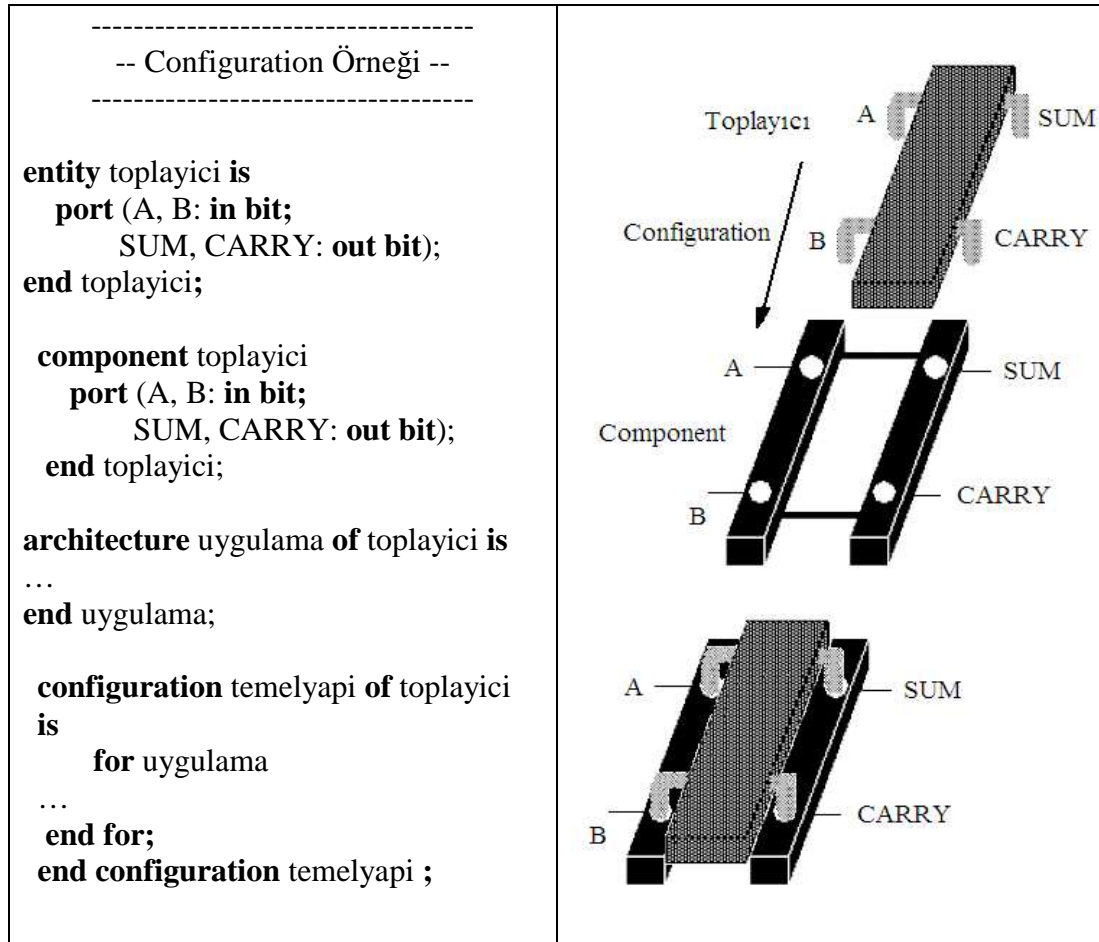 ------------------------------------
-- Configuration Örneği --
------------------------------------
entity toplayici is
port (A, B: in bit;
SUM, CARRY: out bit);
end toplayici;
component toplayici
port (A, B: in bit;
SUM, CARRY: out bit);
end toplayici;
architecture uygulama of toplayici is
…
end uygulama;
configuration temelyapi of toplayici
is
for uygulama
…
end for;
end configuration temelyapi ;
Toplayıcı
A
SUM
Configuration
B
CARRY
A
SUM
Component
B
CARRY
A
SUM
B
CARRY